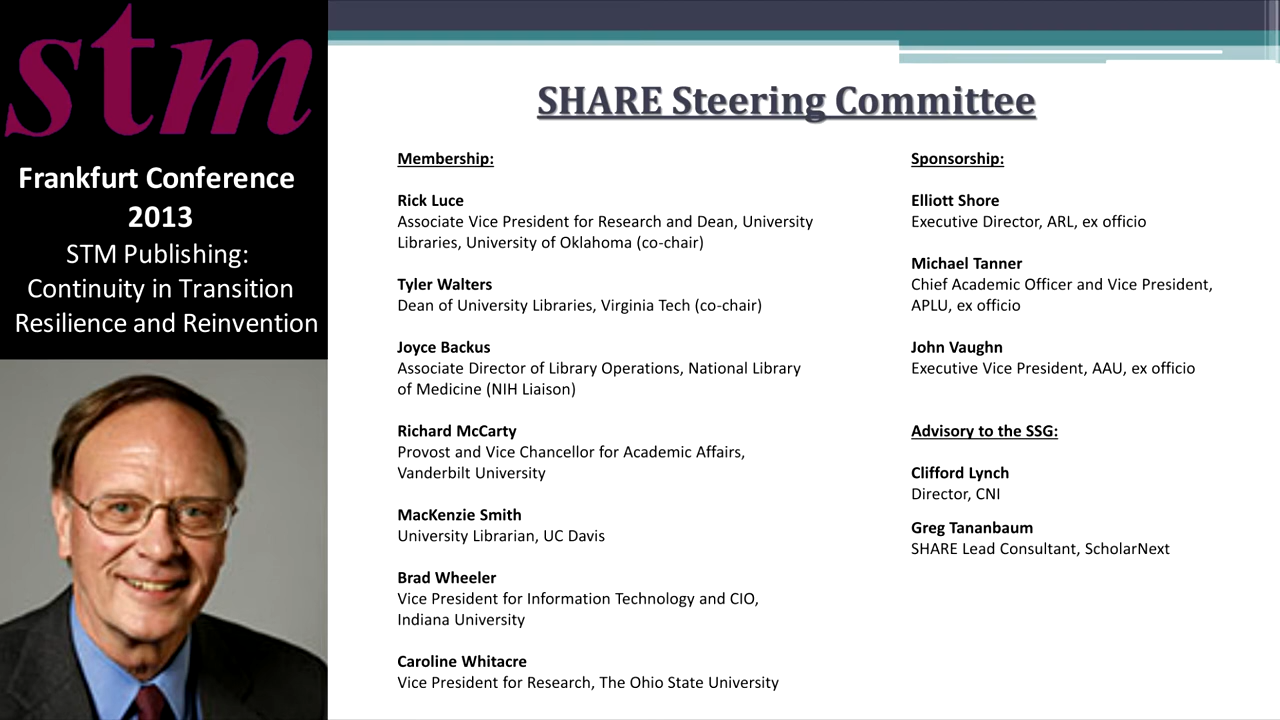 stm
Frankfurt Conference
2013
STM Publishing:
Continuity in Transition
Resilience and Reinvention
SHARE Steering Committee
Membership:
Rick Luce
Associate Vice President for Research and Dean, University
Libraries, University of Oklahoma (co-chair)
Tyler Walters
Dean of University Libraries, Virginia Tech (co-chair)
Joyce Backus
Associate Director of Library Operations, National Library
of Medicine (NIH Liaison)
Richard McCarty
Provost and Vice Chancellor for Academic Affairs,
Vanderbilt University
MacKenzie Smith
University Librarian, UC Davis
Brad Wheeler
Vice President for Information Technology and CIO,
Indiana University
Caroline Whitacre
Vice President for Research, The Ohio State University
Sponsorship:
Elliott Shore
Executive Director, ARL, ex officio
Michael Tanner
Chief Academic Officer and Vice President,
APLU, ex officio
John Vaughn
Executive Vice President, AAU, ex officio
Advisory to the SSG:
Clifford Lynch
Director, CNI
Greg Tananbaum
SHARE Lead Consultant, ScholarNext